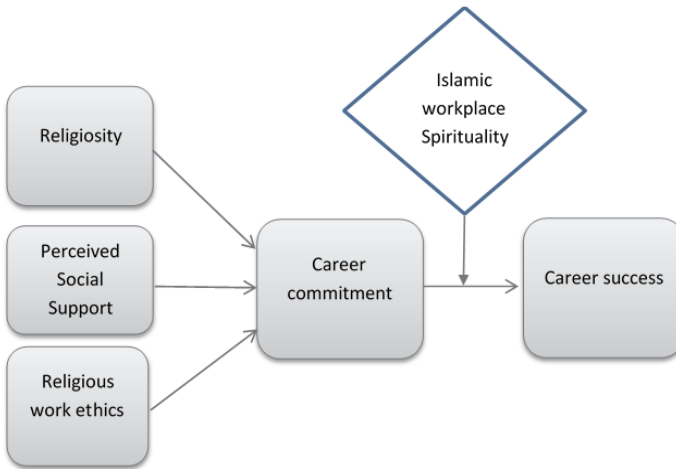 Islamic
workplace
Spirituality
Religiosity
Perceived
Social
Support
Career
commitment
Career success
Religious
work ethics